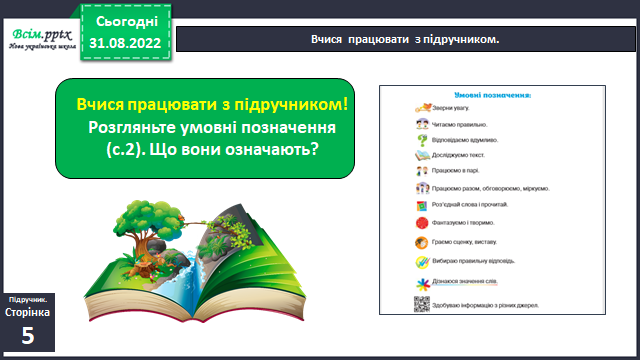 Всім.pptx
Нова українська школа
Сьогодні
31.08.2022
Вчися працювати з підручником.
Вчися працювати з підручником!
Розгляньте умовні позначення
(с.2). Що вони означають?
Умовні позначення:
Зверни увагу.
Читаємо правильно.
Відповідаємо вдумливо.
Досліджуємо текст.
Працюємо в парі.
Працюємо разом, обговорюємо, міркуємо.
Роз'єднай слова і прочитай.
Фантазуємо і творимо.
Граємо сценку, виставу.
Вибираю правильну відповідь.
Дізнаюся значення слів.
Здобуваю інформацію з різних джерел.
Підручник.
Сторінка
5